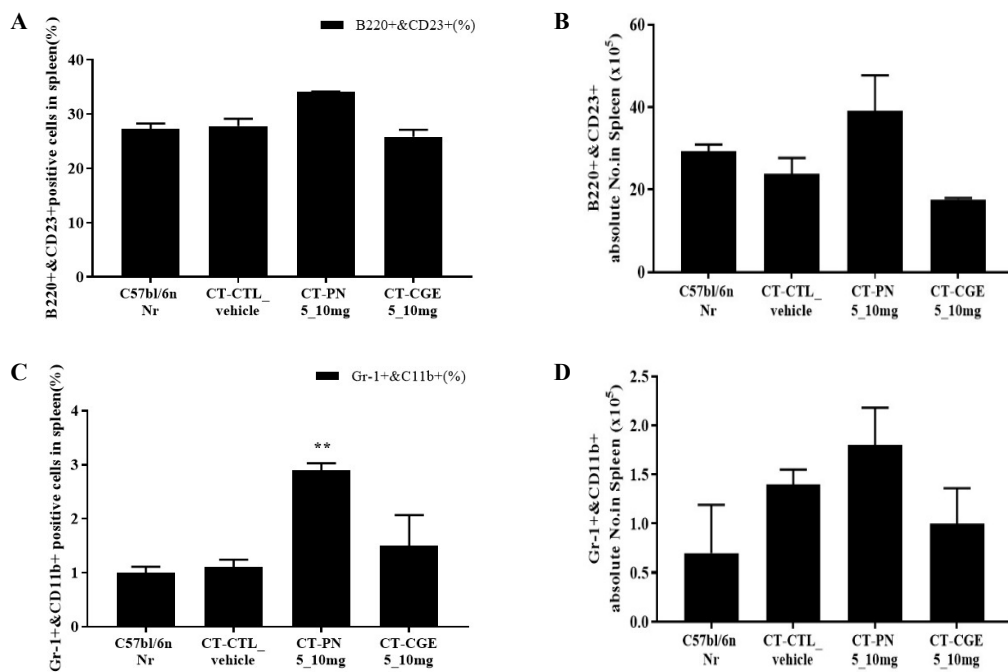 A
B220+&CD23+(%)
B220+&CD23+positive cells in spleen(%)
40
30
20
10
0
C57bl/6n
Nr
CT-CTL_
vehicle
CT-PN
5_10mg
CT-CGE
5_10mg
B
B220+&CD23+
absolute No.in Spleen (x10⁵)
60
40
20
0
C57bl/6n
Nr
CT-CTL_
vehicle
CT-PN
5_10mg
CT-CGE
5_10mg
C
Gr-1+&C11b+(%)
Gr-1+&CD11b+ positive cells in spleen(%)
4
3
2
1
0
**
C57bl/6n
Nr
CT-CTL_
vehicle
CT-PN
5_10mg
CT-CGE
5_10mg
D
Gr-1+&CD11b+
absolute No.in Spleen (x10⁵)
2.5
2.0
1.5
1.0
0.5
0.0
C57bl/6n
Nr
CT-CTL_
vehicle
CT-PN
5_10mg
CT-CGE
5_10mg